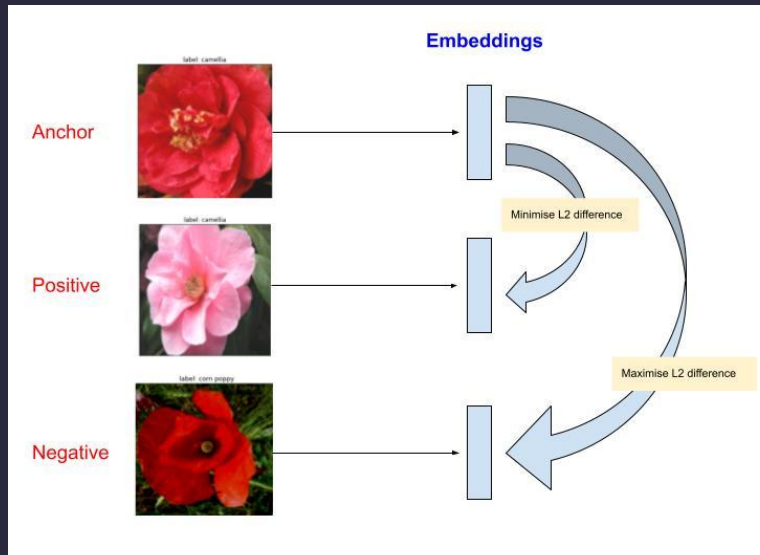 Embeddings
label: camellia
Anchor
Minimise L2 difference
label: camellia
Positive
Maximise L2 difference
label: corn poppy
Negative